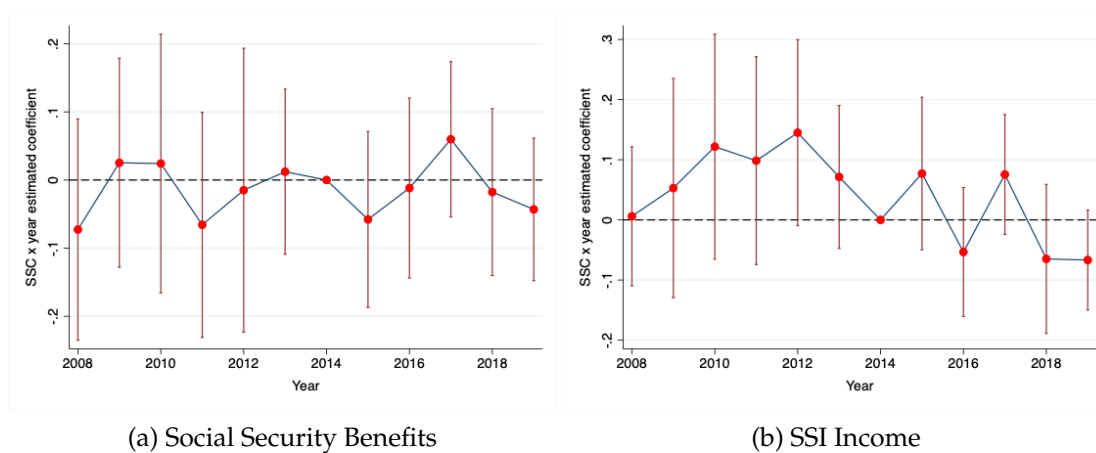 .2
.1
0
-.1
-.2
SSC x year estimated coefficient
2008 2010 2012 2014 2016 2018
Year
(a) Social Security Benefits
.3
.2
.1
0
-.1
-.2
SSC x year estimated coefficient
2008 2010 2012 2014 2016 2018
Year
(b) SSI Income